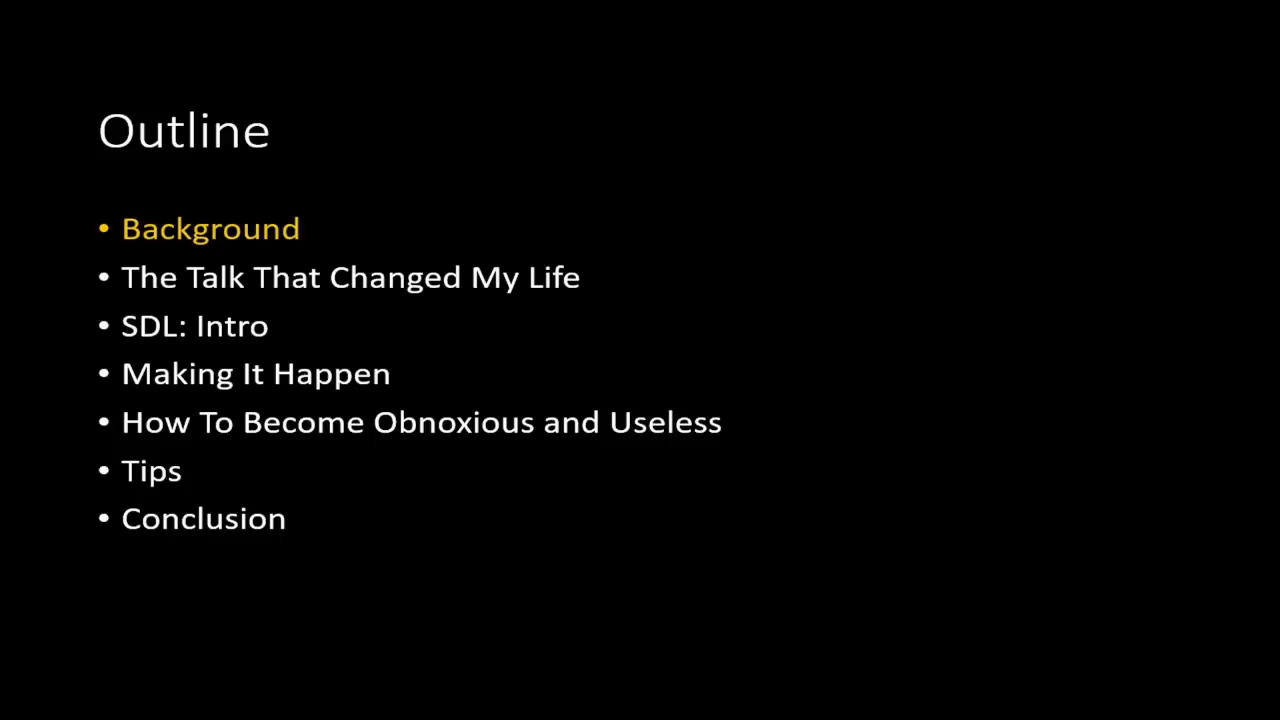 Outline
• Background
• The Talk That Changed My Life
• SDL: Intro
• Making It Happen
• How To Become Obnoxious and Useless
• Tips
• Conclusion